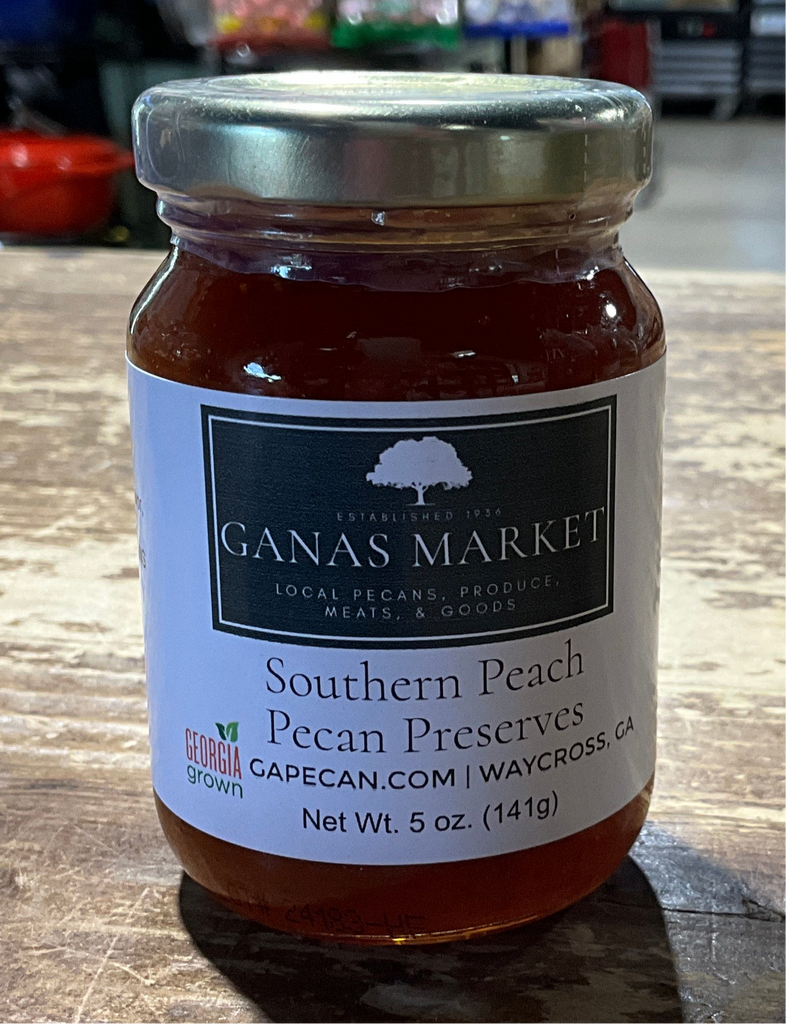 ESTABLISHED 1936
GANAS MARKET
LOCAL PECANS, PRODUCE,
MEATS, & GOODS
Southern Peach
Pecan Preserves
GEORGIA
grown
GAPECAN.COM | WAYCROSS, GA
Net Wt. 5 oz. (141g)